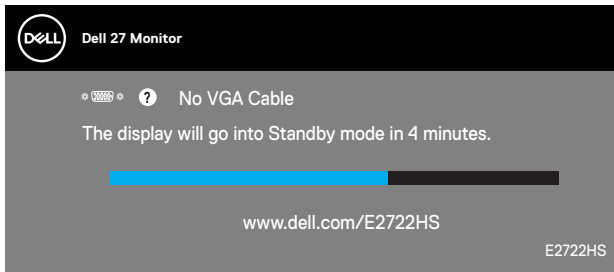 DELL
Dell 27 Monitor
? No VGA Cable
The display will go into Standby mode in 4 minutes.
www.dell.com/E2722HS
E2722HS